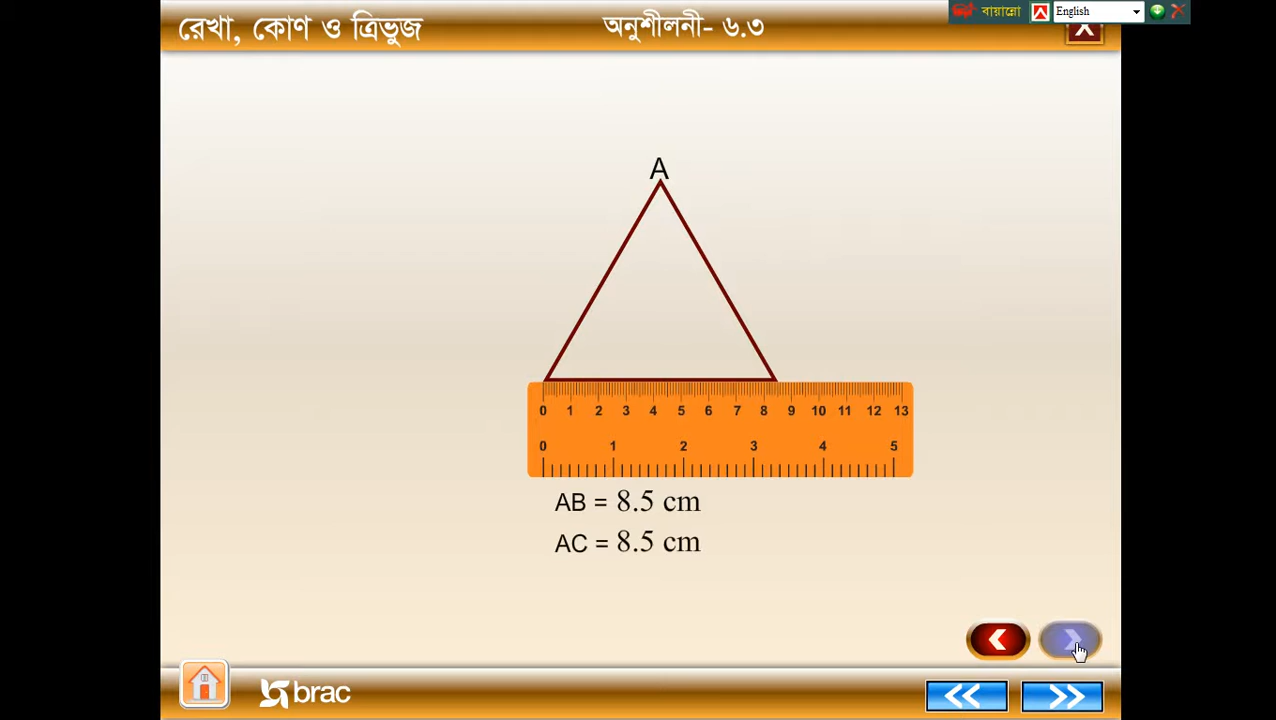 বায়ান্নো English
রেখা, কোণ ও ত্রিভুজ
অনুশীলনী- ৬.৩
X
A
0 1 2 3 4 5 6 7 8 9 10 11 12 13
0 1 2 3 4 5
AB = 8.5 cm
AC = 8.5 cm
brac